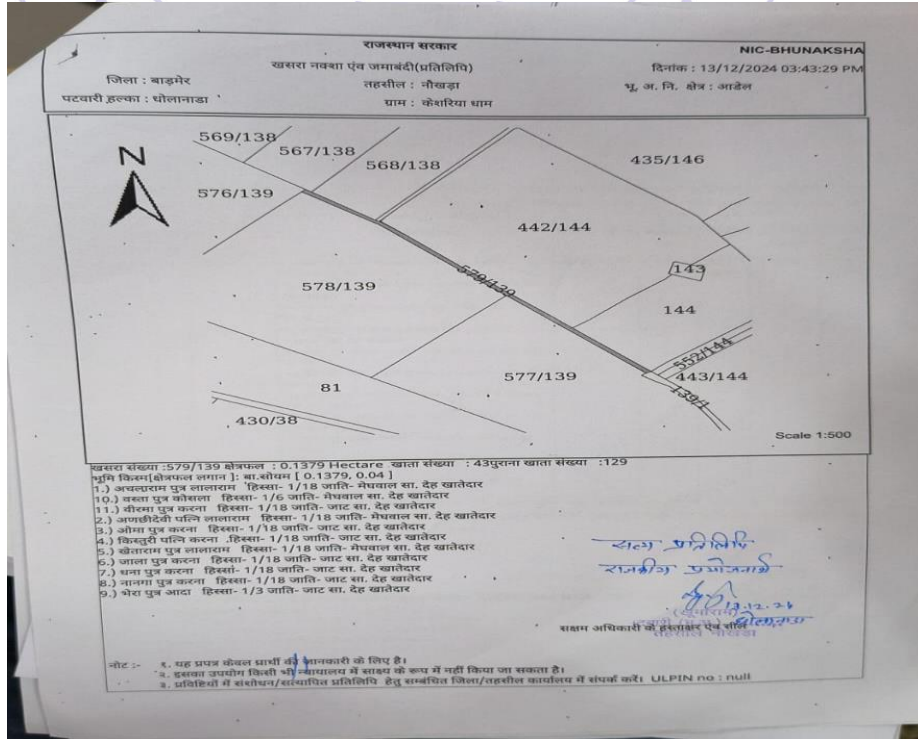 राजस्थान सरकार
NIC-BHUNAKSHA
खसरा नक्शा एंव जमाबंदी(प्रतिलिपि)
दिनांक : 13/12/2024 03:43:29 PM
जिला : बाड़मेर
तहसील : नौखड़ा
भू. अ. नि. क्षेत्र : आडेल
पटवारी हल्का : धोलानाडा
ग्राम : केशरिया धाम
N
569/138
567/138
568/138
435/146
576/139
442/144
578/139
579/139
143
144
552/144
577/139
443/144
139/1
81
430/38
Scale 1:500
खसरा संख्या :579/139 क्षेत्रफल : 0.1379 Hectare खाता संख्या : 43पुराना खाता संख्या :129
भूमि किस्म[क्षेत्रफल लगान ]: बा.सोयम [ 0.1379, 0.04 ]
1.) अचलाराम पुत्र लालाराम हिस्सा- 1/18 जाति- मेघवाल सा. देह खातेदार
10.) वस्ता पुत्र कोसला हिस्सा- 1/6 जाति- मेघवाल सा. देह खातेदार
11.) वीरमा पुत्र करना हिस्सा- 1/18 जाति- जाट सा. देह खातेदार
2.) अणछीदेवी पत्नि लालाराम हिस्सा- 1/18 जाति- मेघवाल सा. देह खातेदार
3.) ओमा पुत्र करना हिस्सा- 1/18 जाति- जाट सा. देह खातेदार
4.) किस्तुरी पत्नि करना हिस्सा- 1/18 जाति- जाट सा. देह खातेदार
5.) खेताराम पुत्र लालाराम हिस्सा- 1/18 जाति- मेघवाल सा. देह खातेदार
6.) जाला पुत्र करना हिस्सा- 1/18 जाति- जाट सा. देह खातेदार
7.) धना पुत्र करना हिस्सा- 1/18 जाति- जाट सा. देह खातेदार
8.) नानगा पुत्र करना हिस्सा- 1/18 जाति- जाट सा. देह खातेदार
9.) भेरा पुत्र आदा हिस्सा- 1/3 जाति- जाट सा. देह खातेदार
सत्य प्रतिलिपि
राजकीय प्रयोजनार्थ
13.12.24
सक्षम अधिकारी के हस्ताक्षर एंव सील
तहसील नोखडा
नोट :- १. यह प्रपत्र केवल प्रार्थी की जानकारी के लिए है।
२. इसका उपयोग किसी भी न्यायालय में साक्ष्य के रूप में नहीं किया जा सकता है।
३. प्रविष्टियों में संशोधन/सत्यापित प्रतिलिपि हेतु सम्बंधित जिला/तहसील कार्यालय में संपर्क करें। ULPIN no : null